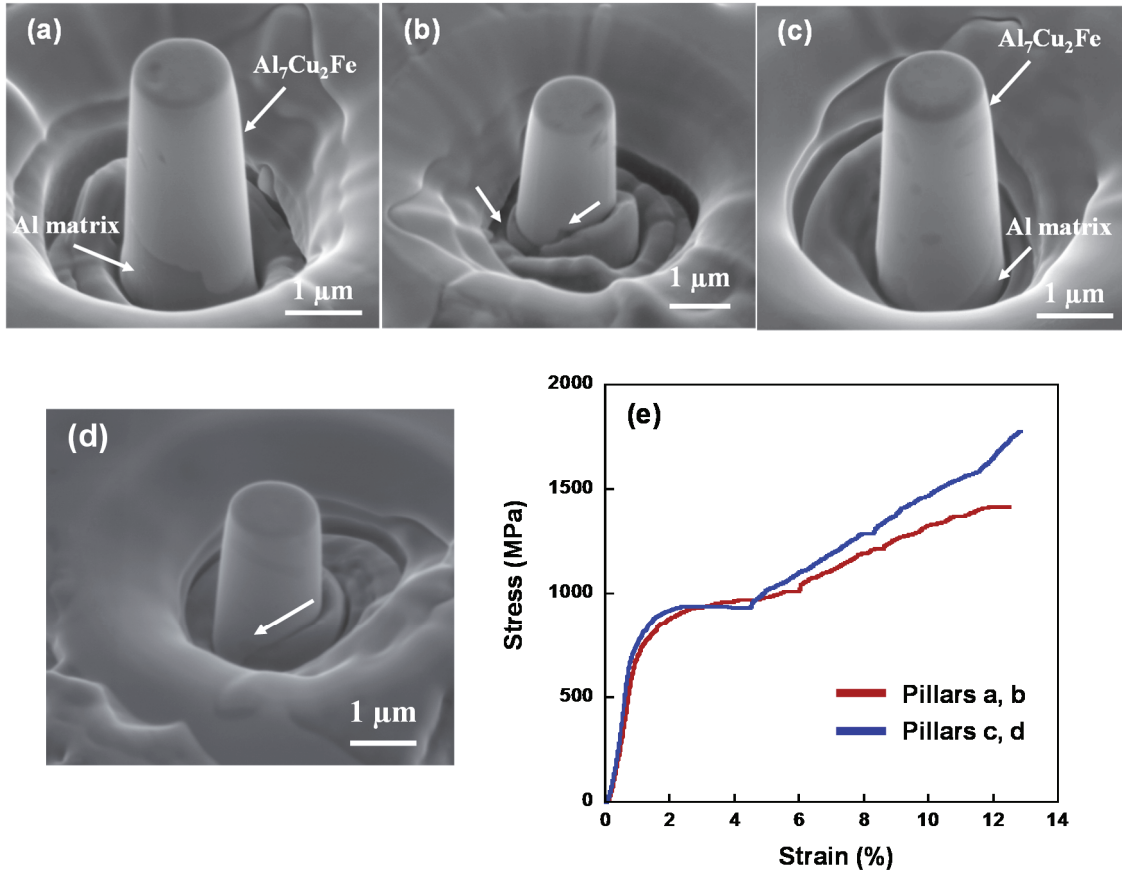 (a)
Al₇Cu₂Fe
Al matrix
1 µm
(b)
1 µm
(c)
Al₇Cu₂Fe
Al matrix
1 µm
(d)
1 µm
(e)
2000
1500
1000
500
0
Stress (MPa)
Pillars a, b
Pillars c, d
0 2 4 6 8 10 12 14
Strain (%)